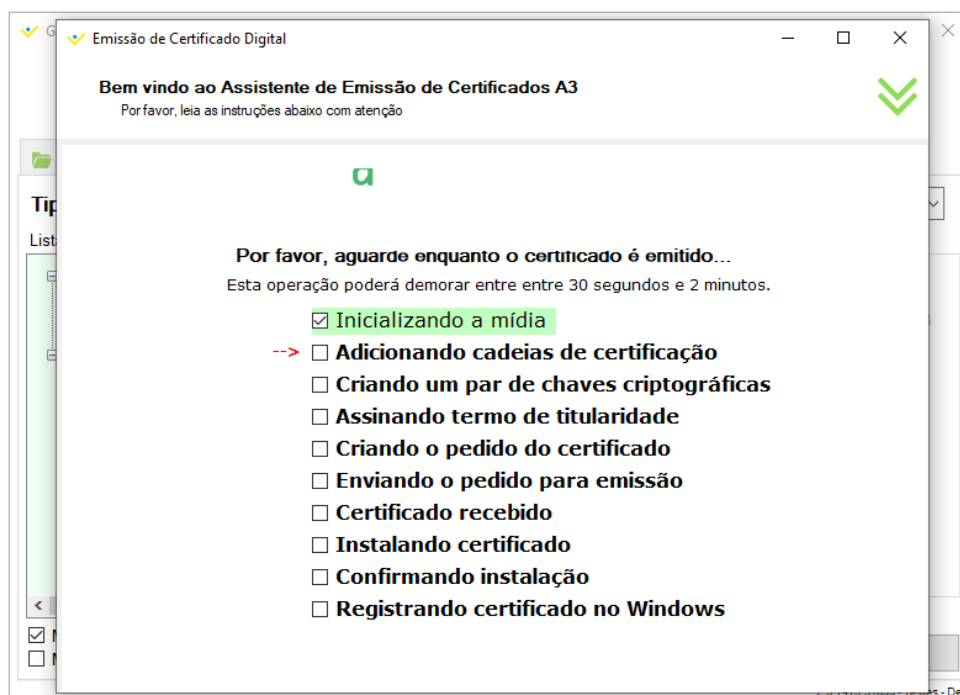 G
Emissão de Certificado Digital
Bem vindo ao Assistente de Emissão de Certificados A3
Por favor, leia as instruções abaixo com atenção
Tip
Lista
Por favor, aguarde enquanto o certificado é emitido...
Esta operação poderá demorar entre entre 30 segundos e 2 minutos.
Inicializando a mídia
--> Adicionando cadeias de certificação
Criando um par de chaves criptográficas
Assinando termo de titularidade
Criando o pedido do certificado
Enviando o pedido para emissão
Certificado recebido
Instalando certificado
Confirmando instalação
Registrando certificado no Windows